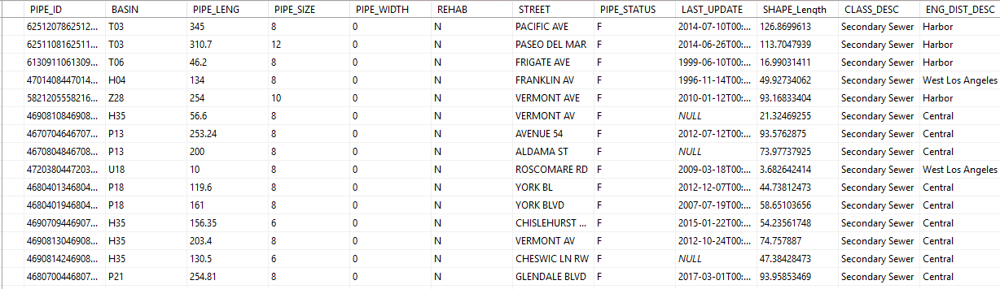 PIPE_ID BASIN PIPE_LENG PIPE_SIZE PIPE_WIDTH REHAB STREET PIPE_STATUS LAST_UPDATE SHAPE_Length CLASS_DESC ENG_DIST_DESC
6251207862512... T03 345 8 0 N PACIFIC AVE F 2014-07-10T00:... 126.8699613 Secondary Sewer Harbor
6251108162511... T03 310.7 12 0 N PASEO DEL MAR F 2014-06-26T00:... 113.7047939 Secondary Sewer Harbor
6130911061309... T06 46.2 8 0 N FRIGATE AVE F 1999-06-10T00:... 16.99031411 Secondary Sewer Harbor
4701408447014... H04 134 8 0 N FRANKLIN AV F 1996-11-14T00:... 49.92734062 Secondary Sewer West Los Angeles
5821205558216... Z28 254 10 0 N VERMONT AVE F 2010-01-12T00:... 93.16833404 Secondary Sewer Harbor
4690810846908... H35 56.6 8 0 N VERMONT AV F NULL 21.32469255 Secondary Sewer Central
4670704646707... P13 253.24 8 0 N AVENUE 54 F 2012-07-12T00:... 93.5762875 Secondary Sewer Central
4670804846708... P13 200 8 0 N ALDAMA ST F NULL 73.97737925 Secondary Sewer Central
4720380447203... U18 10 8 0 N ROSCOMARE RD F 2009-03-18T00:... 3.682642414 Secondary Sewer West Los Angeles
4680401346804... P18 119.6 8 0 N YORK BL F 2012-12-07T00:... 44.73812473 Secondary Sewer Central
4680401946804... P18 161 8 0 N YORK BLVD F 2007-07-19T00:... 58.65103656 Secondary Sewer Central
4690709446907... H35 156.35 6 0 N CHISLEHURST ... F 2015-01-22T00:... 54.23561748 Secondary Sewer Central
4690813046908... H35 203.4 8 0 N VERMONT AV F 2012-10-24T00:... 74.757887 Secondary Sewer Central
4690814246908... H35 130.5 6 0 N CHESWIC LN RW F NULL 47.38428473 Secondary Sewer Central
4680700446807... P21 254.81 8 0 N GLENDALE BLVD F 2017-03-01T00:... 93.95853469 Secondary Sewer Central